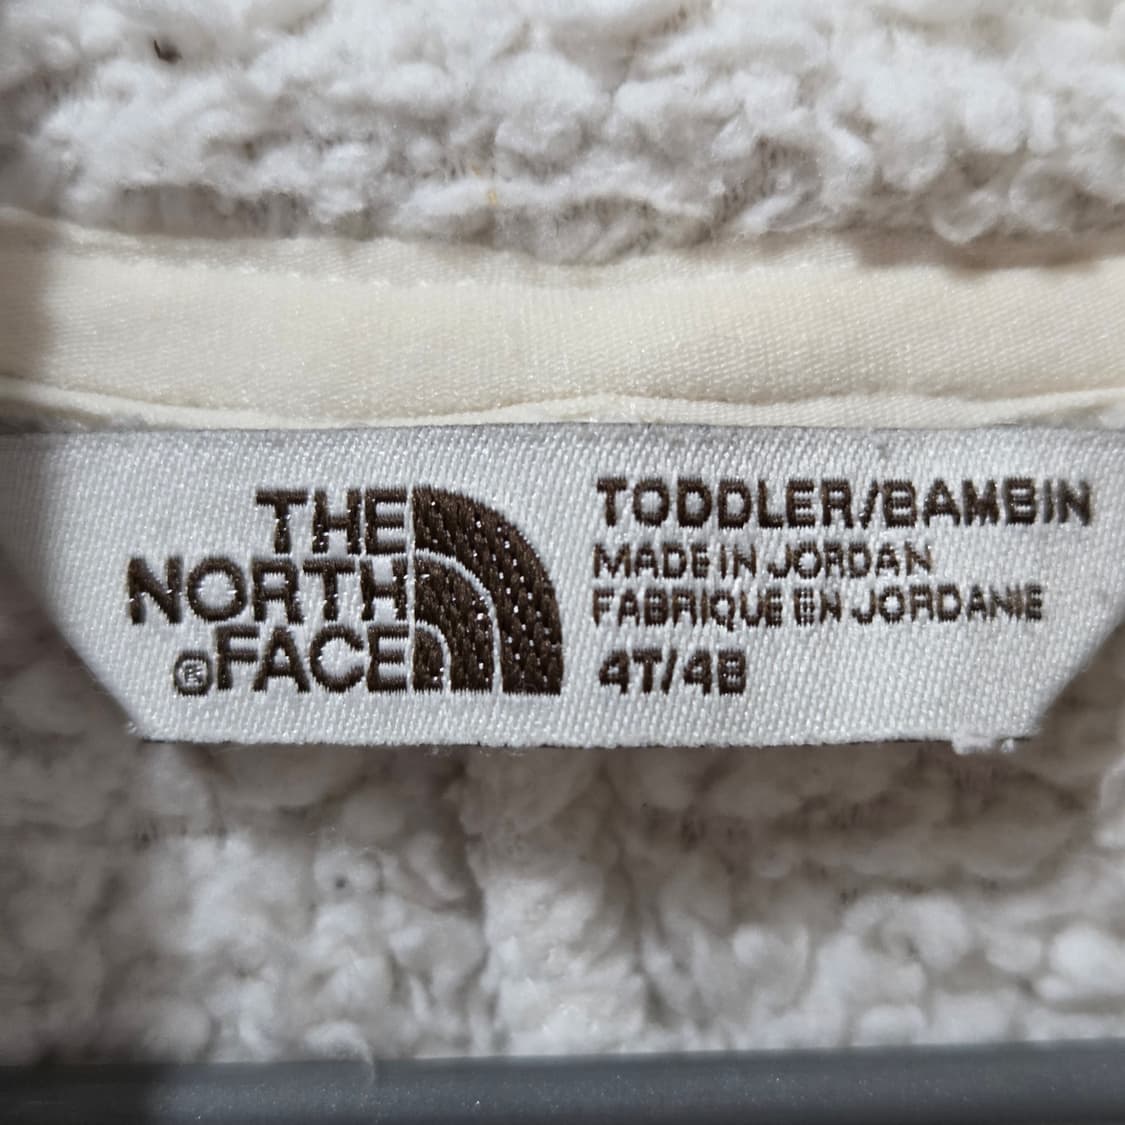 THE
NORTH
®FACE
TODDLER/BAMBIN
MADE IN JORDAN
FABRIQUE EN JORDANIE
4T/4B